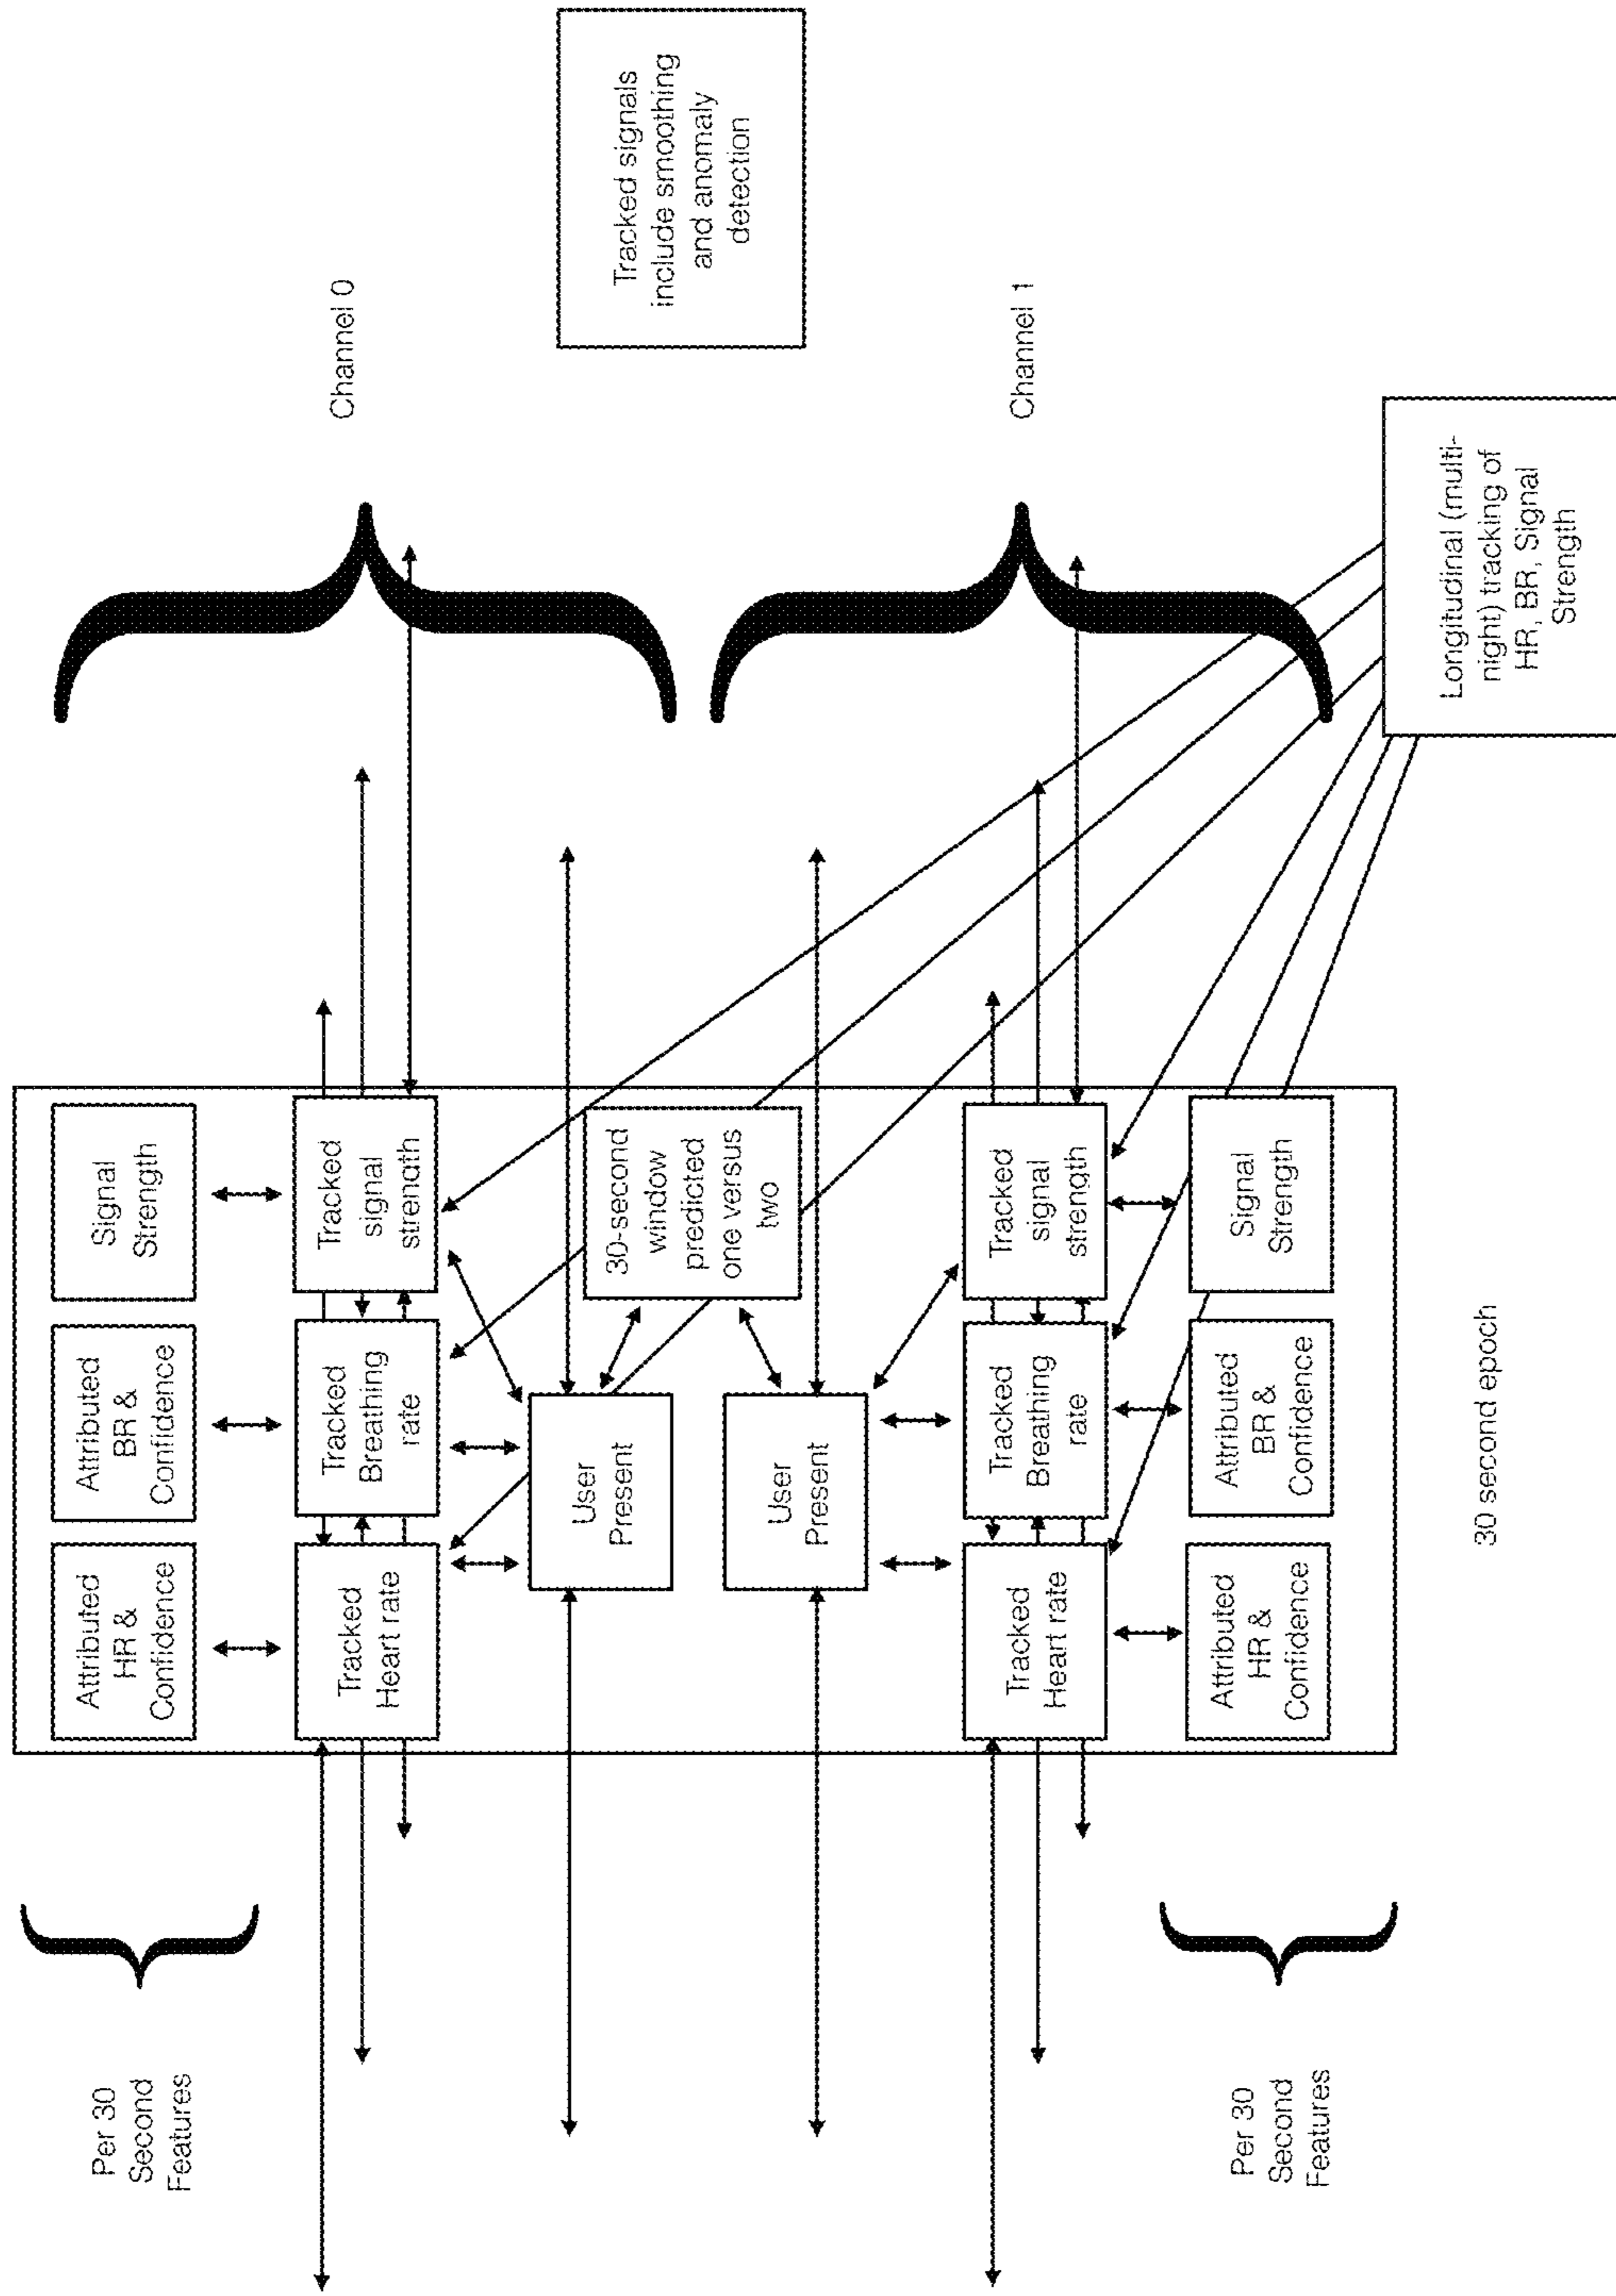 Per 30
Second
Features
Attributed
HR &
Confidence
Attributed
BR &
Confidence
Signal
Strength
Tracked
Heart rate
Tracked
Breathing
rate
Tracked
signal
strength
Channel 0
User
Present
30-second
window
predicted
one versus
two
Tracked signals
include smoothing
and anomaly
detection
User
Present
Tracked
Heart rate
Tracked
Breathing
rate
Tracked
signal
strength
Channel 1
Per 30
Second
Features
Attributed
HR &
Confidence
Attributed
BR &
Confidence
Signal
Strength
Longitudinal (multi-
night) tracking of
HR, BR, Signal
Strength
30 second epoch